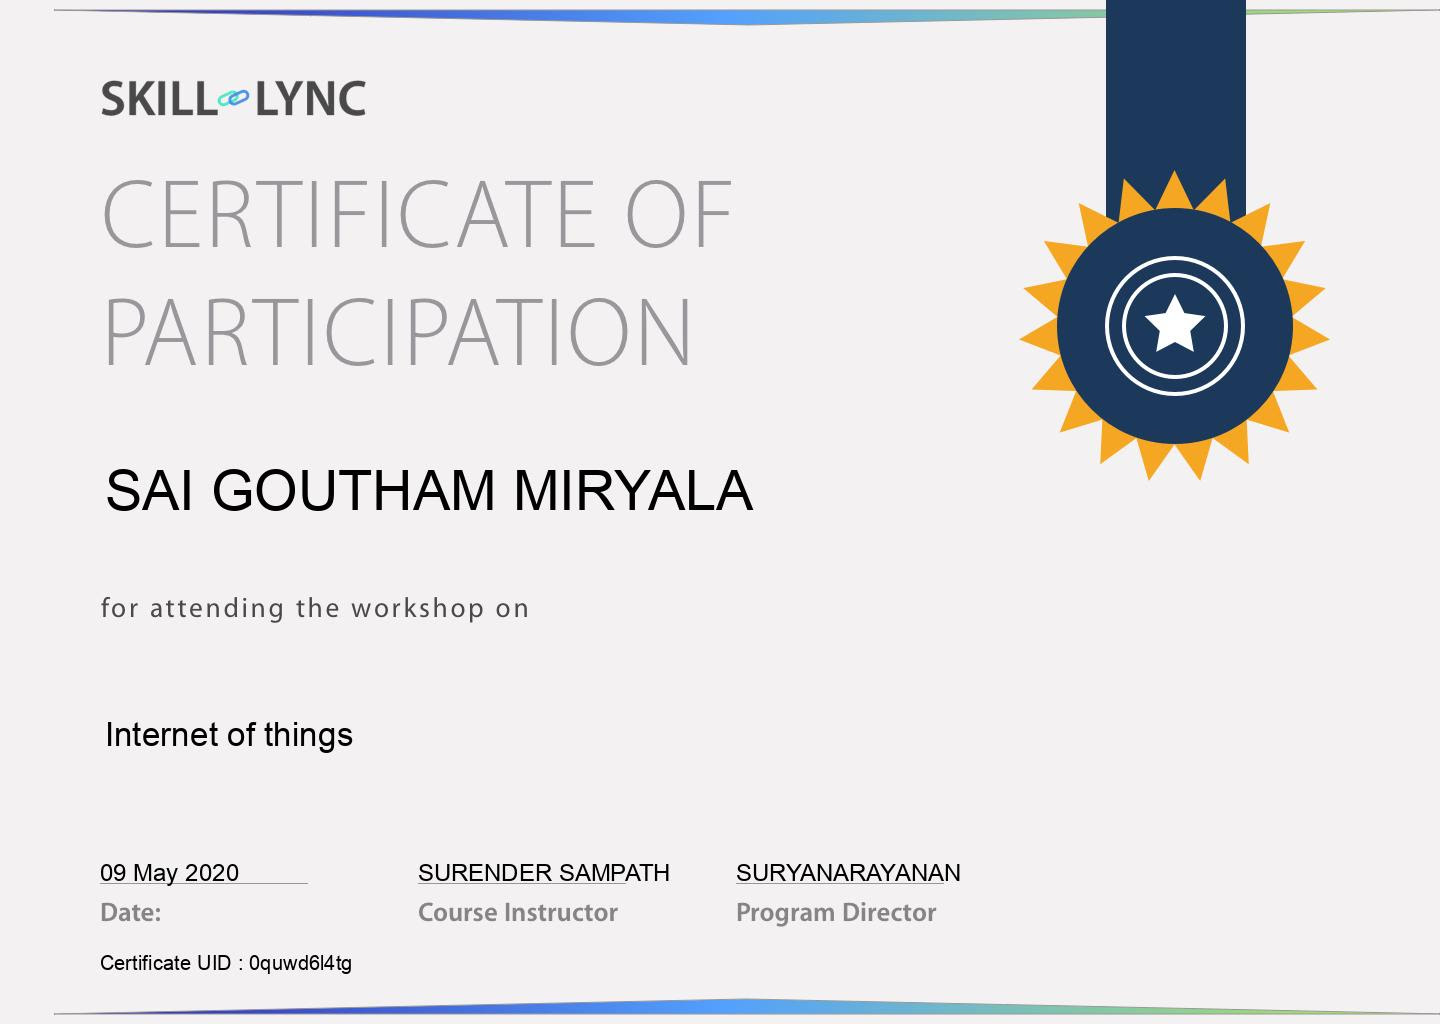 SKILL LYNC
CERTIFICATE OF
PARTICIPATION
SAI GOUTHAM MIRYALA
for attending the workshop on
Internet of things
09 May 2020 SURENDER SAMPATH SURYANARAYANAN
Date: Course Instructor Program Director
Certificate UID : 0quwd6l4tg